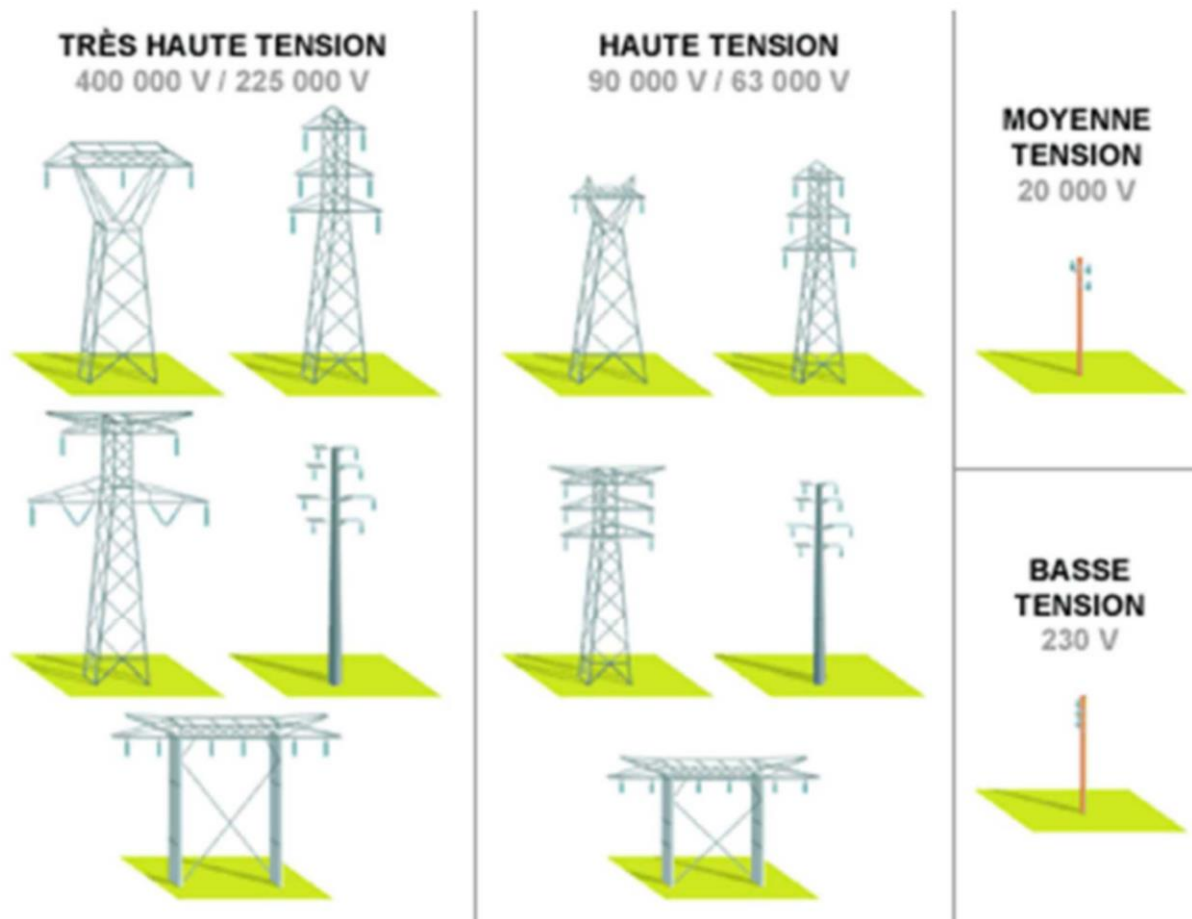 TRÈS HAUTE TENSION
400 000 V / 225 000 V
HAUTE TENSION
90 000 V / 63 000 V
MOYENNE
TENSION
20 000 V
BASSE
TENSION
230 V